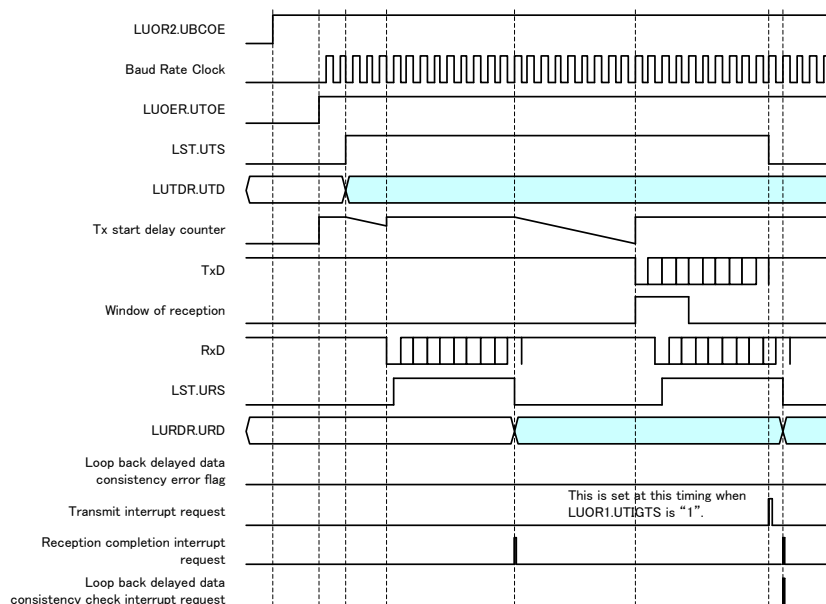 LUOR2.UBCOE
Baud Rate Clock
LUOER.UTOE
LST.UTS
LUTDR.UTD
Tx start delay counter
TxD
Window of reception
RxD
LST.URS
LURDR.URD
Loop back delayed data
consistency error flag
This is set at this timing when
LUOR1.UTIGTS is “1”.
Transmit interrupt request
Reception completion interrupt
request
Loop back delayed data
consistency check interrupt request